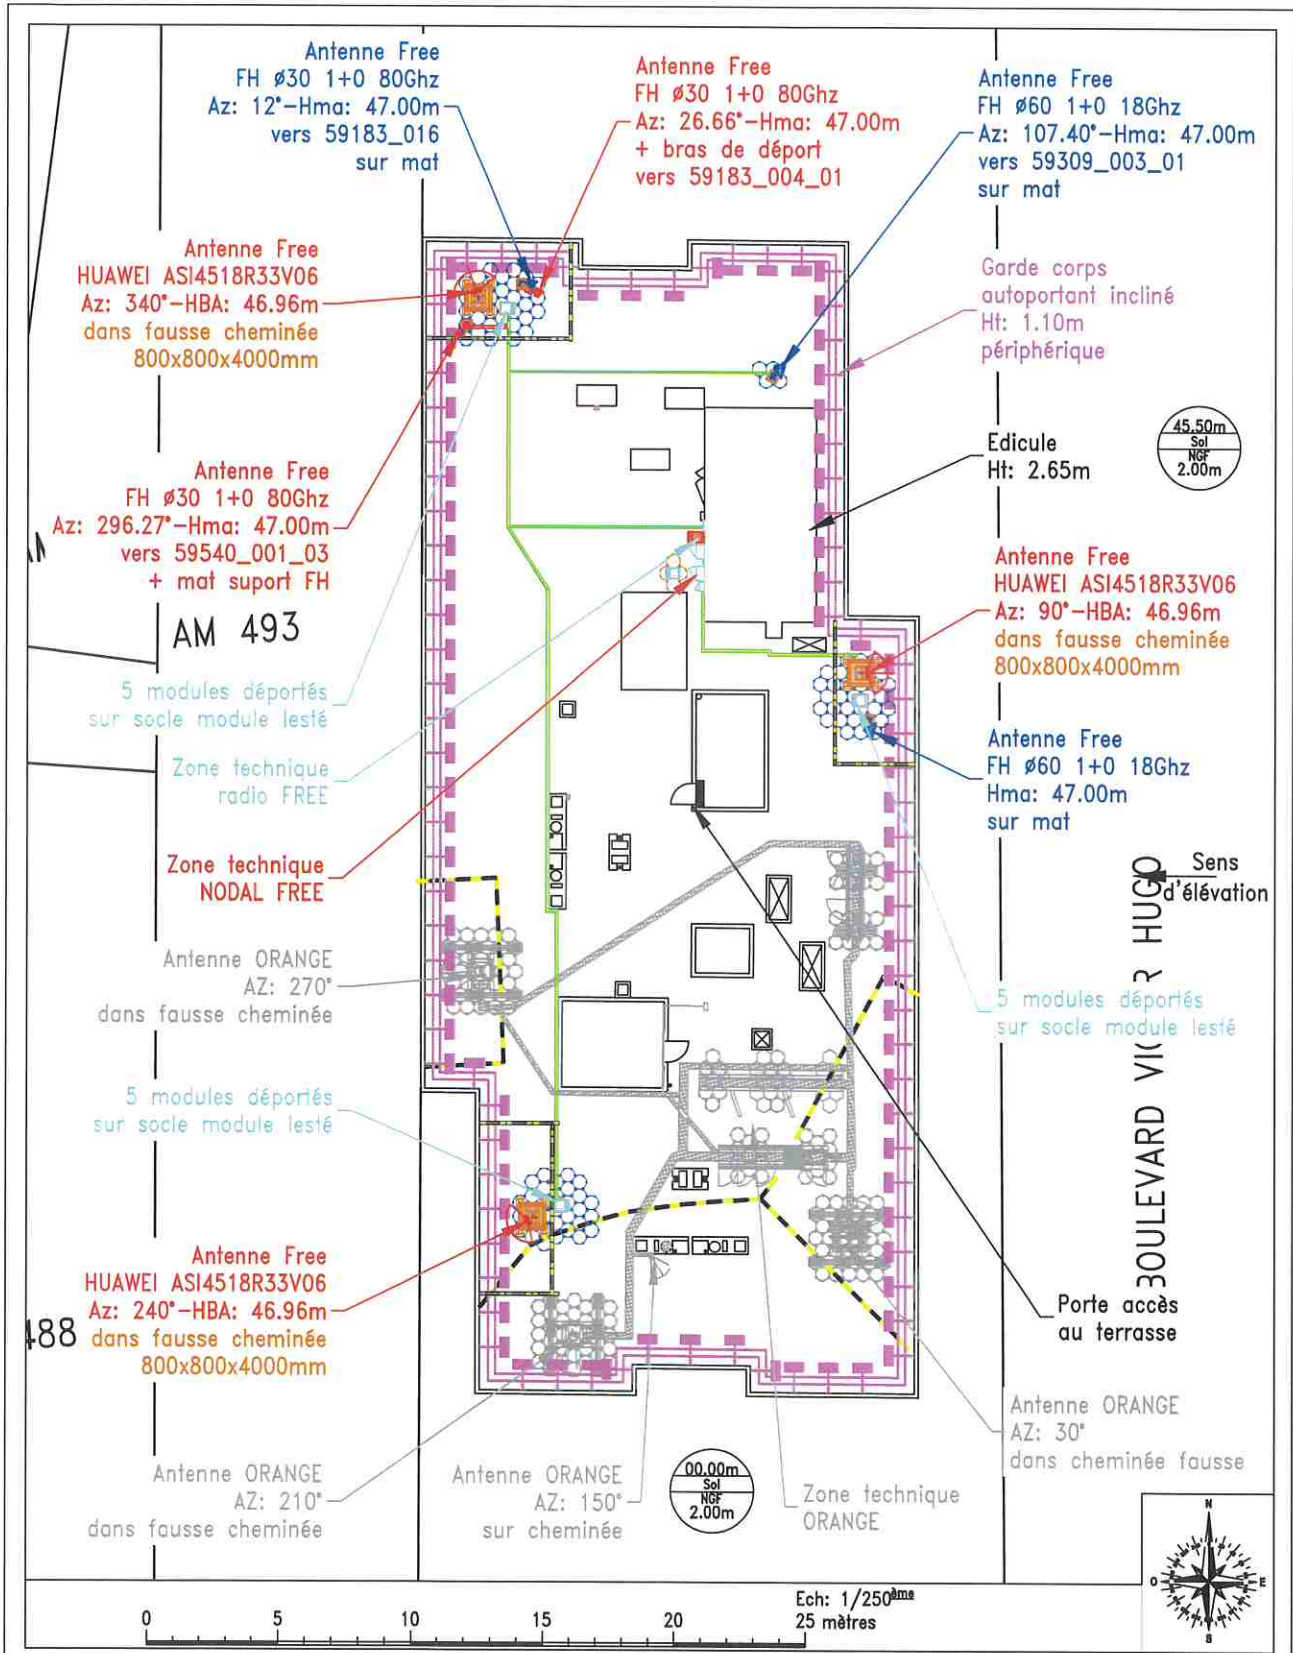 Antenne Free
FH ø30 1+0 80Ghz
Az: 12°-Hma: 47.00m
vers 59183_016
sur mat
Antenne Free
FH ø30 1+0 80Ghz
Az: 26.66°-Hma: 47.00m
+ bras de déport
vers 59183_004_01
Antenne Free
FH ø60 1+0 18Ghz
Az: 107.40°-Hma: 47.00m
vers 59309_003_01
sur mat
Antenne Free
HUAWEI ASI4518R33V06
Az: 340°-HBA: 46.96m
dans fausse cheminée
800x800x4000mm
Garde corps
autoportant incliné
Ht: 1.10m
périphérique
45.50m
Sol
NGF
2.00m
Edicule
Ht: 2.65m
Antenne Free
FH ø30 1+0 80Ghz
Az: 296.27°-Hma: 47.00m
vers 59540_001_03
+ mat suport FH
Antenne Free
HUAWEI ASI4518R33V06
Az: 90°-HBA: 46.96m
dans fausse cheminée
800x800x4000mm
AM 493
5 modules déportés
sur socle module lesté
Zone technique
radio FREE
Antenne Free
FH ø60 1+0 18Ghz
Hma: 47.00m
sur mat
Zone technique
NODAL FREE
Sens
d'élévation
Antenne ORANGE
AZ: 270°
dans fausse cheminée
5 modules déportés
sur socle module lesté
BOULEVARD VIC R HUGO
5 modules déportés
sur socle module lesté
Antenne Free
HUAWEI ASI4518R33V06
Az: 240°-HBA: 46.96m
dans fausse cheminée
800x800x4000mm
488
Porte accès
au terrasse
Antenne ORANGE
AZ: 30°
dans cheminée fausse
Antenne ORANGE
AZ: 210°
dans fausse cheminée
Antenne ORANGE
AZ: 150°
sur cheminée
00.00m
Sol
NGF
2.00m
Zone technique
ORANGE
N
O E
S
Ech: 1/250ème
0 5 10 15 20 25 mètres